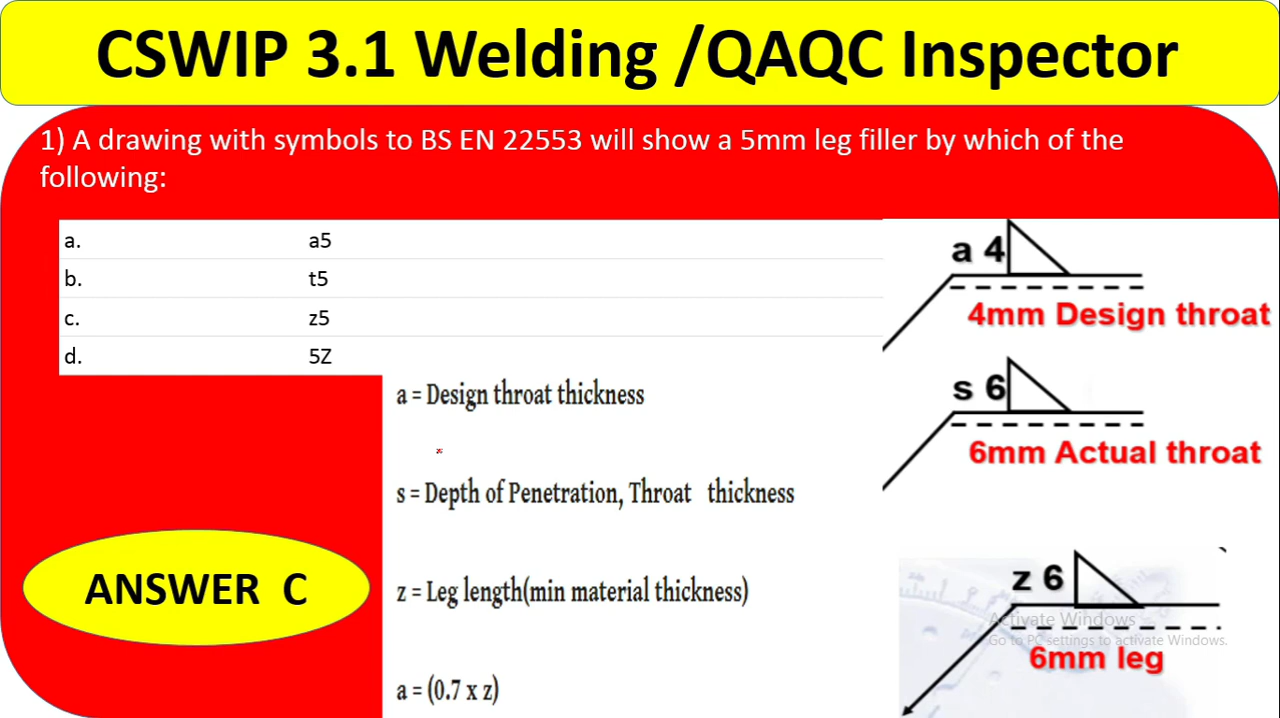 CSWIP 3.1 Welding /QAQC Inspector
1) A drawing with symbols to BS EN 22553 will show a 5mm leg filler by which of the
following:
a. a5
b. t5
c. z5
d. 5Z
a = Design throat thickness
s = Depth of Penetration, Throat thickness
z = Leg length(min material thickness)
a = (0.7 x z)
ANSWER C
a 4
4mm Design throat
s 6
6mm Actual throat
z 6
Activate Windows
Go to PC settings to activate Windows.
6mm leg